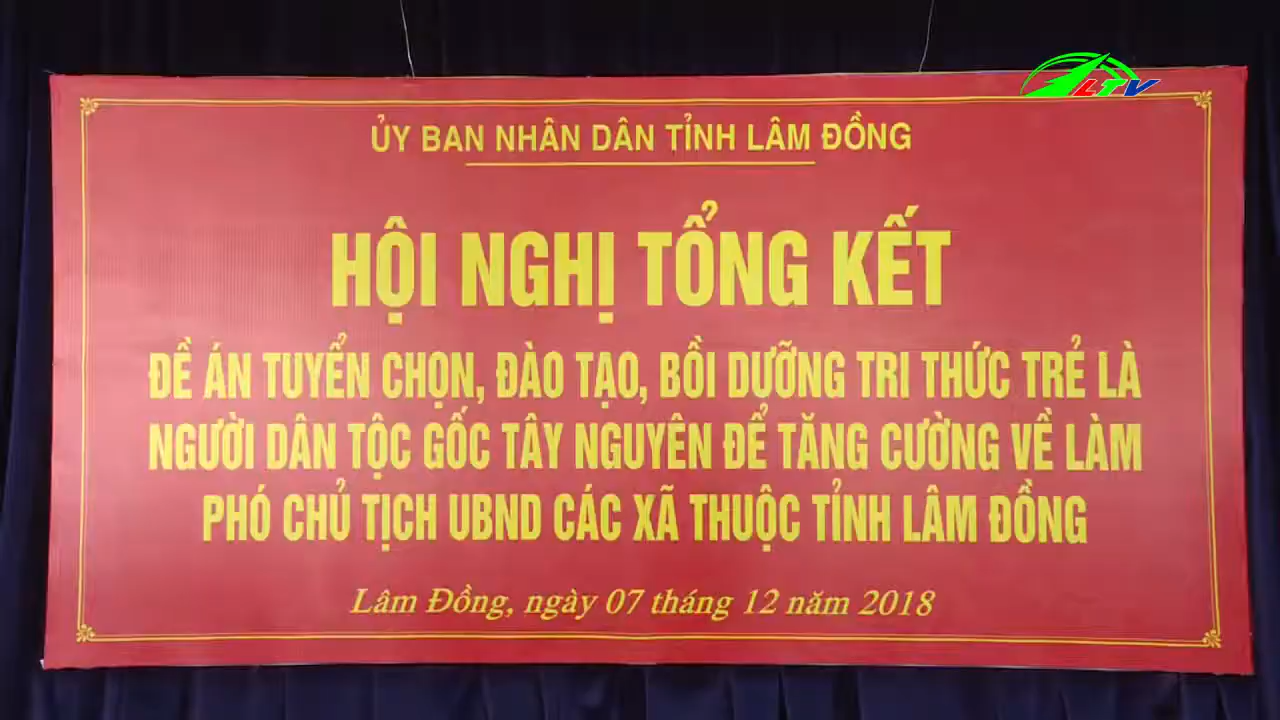 LTV
ỦY BAN NHÂN DÂN TỈNH LÂM ĐỒNG
HỘI NGHỊ TỔNG KẾT
ĐỀ ÁN TUYỂN CHỌN, ĐÀO TẠO, BỒI DƯỠNG TRI THỨC TRẺ LÀ
NGƯỜI DÂN TỘC GỐC TÂY NGUYÊN ĐỂ TĂNG CƯỜNG VỀ LÀM
PHÓ CHỦ TỊCH UBND CÁC XÃ THUỘC TỈNH LÂM ĐỒNG
Lâm Đồng, ngày 07 tháng 12 năm 2018